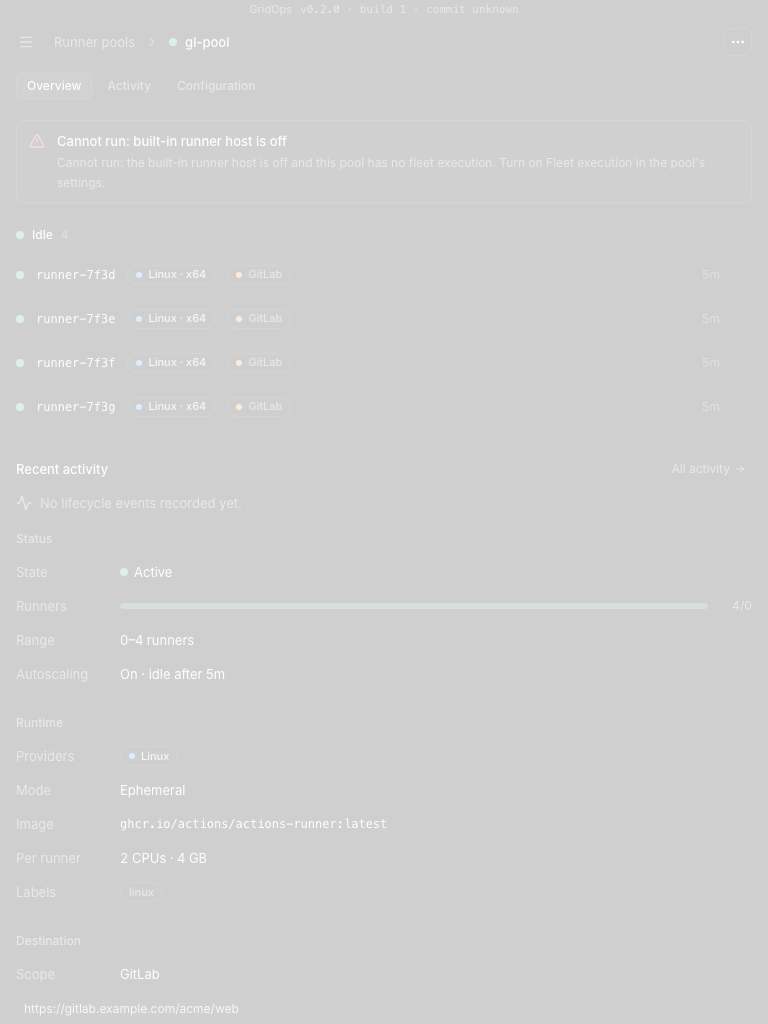 GridOps v0.2.0 · build 1 · commit unknown
Runner pools > gl-pool
Overview Activity Configuration
Cannot run: built-in runner host is off
Cannot run: the built-in runner host is off and this pool has no fleet execution. Turn on Fleet execution in the pool's
settings.
Idle 4
runner-7f3d Linux · x64 GitLab 5m
runner-7f3e Linux · x64 GitLab 5m
runner-7f3f Linux · x64 GitLab 5m
runner-7f3g Linux · x64 GitLab 5m
Recent activity All activity →
No lifecycle events recorded yet.
Status
State Active
Runners 4/0
Range 0–4 runners
Autoscaling On · idle after 5m
Runtime
Providers Linux
Mode Ephemeral
Image ghcr.io/actions/actions-runner:latest
Per runner 2 CPUs · 4 GB
Labels linux
Destination
Scope GitLab
https://gitlab.example.com/acme/web